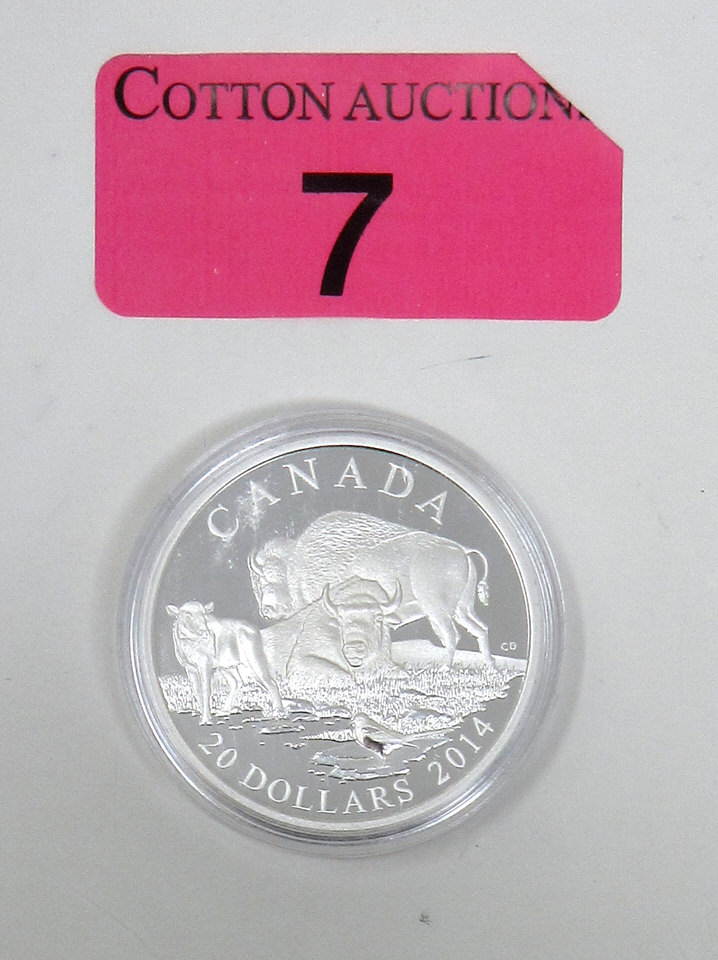 COTTON AUCTION
7
CANADA
CD
20 DOLLARS 2014